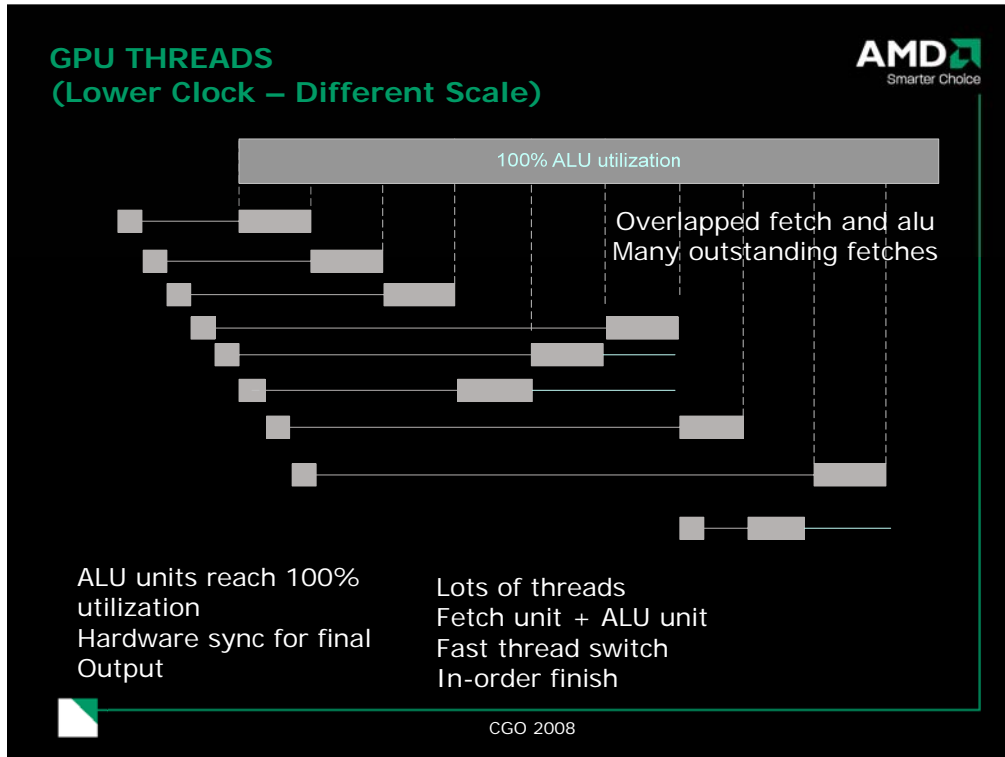 GPU THREADS
(Lower Clock – Different Scale)
AMD
Smarter Choice
100% ALU utilization
Overlapped fetch and alu
Many outstanding fetches
ALU units reach 100%
utilization
Hardware sync for final
Output
Lots of threads
Fetch unit + ALU unit
Fast thread switch
In-order finish
CGO 2008